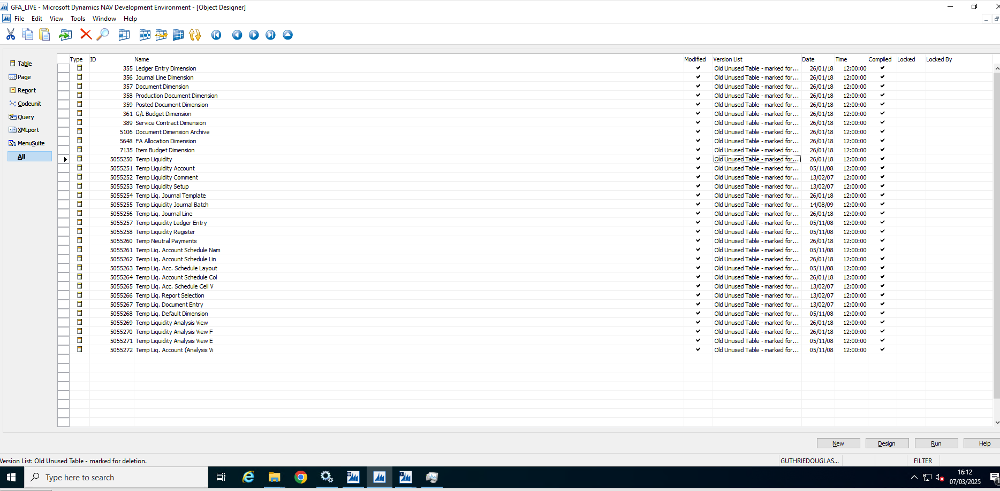 GFA_LIVE - Microsoft Dynamics NAV Development Environment - [Object Designer]
File Edit View Tools Window Help
Type ID Name Modified Version List Date Time Compiled Locked Locked By
Table
Page
Report
Codeunit
Query
XMLport
MenuSuite
All
355 Ledger Entry Dimension Old Unused Table - marked for... 26/01/18 12:00:00
356 Journal Line Dimension Old Unused Table - marked for... 26/01/18 12:00:00
357 Document Dimension Old Unused Table - marked for... 26/01/18 12:00:00
358 Production Document Dimension Old Unused Table - marked for... 26/01/18 12:00:00
359 Posted Document Dimension Old Unused Table - marked for... 26/01/18 12:00:00
361 G/L Budget Dimension Old Unused Table - marked for... 26/01/18 12:00:00
389 Service Contract Dimension Old Unused Table - marked for... 26/01/18 12:00:00
5106 Document Dimension Archive Old Unused Table - marked for... 26/01/18 12:00:00
5648 FA Allocation Dimension Old Unused Table - marked for... 26/01/18 12:00:00
7135 Item Budget Dimension Old Unused Table - marked for... 26/01/18 12:00:00
5055250 Temp Liquidity Old Unused Table - marked for... 26/01/18 12:00:00
5055251 Temp Liquidity Account Old Unused Table - marked for... 05/11/08 12:00:00
5055252 Temp Liquidity Comment Old Unused Table - marked for... 13/02/07 12:00:00
5055253 Temp Liquidity Setup Old Unused Table - marked for... 13/02/07 12:00:00
5055254 Temp Liq. Journal Template Old Unused Table - marked for... 26/01/18 12:00:00
5055255 Temp Liquidity Journal Batch Old Unused Table - marked for... 14/08/09 12:00:00
5055256 Temp Liq. Journal Line Old Unused Table - marked for... 26/01/18 12:00:00
5055257 Temp Liquidity Ledger Entry Old Unused Table - marked for... 05/11/08 12:00:00
5055258 Temp Liquidity Register Old Unused Table - marked for... 05/11/08 12:00:00
5055260 Temp Neutral Payments Old Unused Table - marked for... 26/01/18 12:00:00
5055261 Temp Liq. Account Schedule Nam Old Unused Table - marked for... 05/11/08 12:00:00
5055262 Temp Liq. Account Schedule Lin Old Unused Table - marked for... 26/01/18 12:00:00
5055263 Temp Liq. Acc. Schedule Layout Old Unused Table - marked for... 05/11/08 12:00:00
5055264 Temp Liq. Account Schedule Col Old Unused Table - marked for... 26/01/18 12:00:00
5055265 Temp Liq. Acc. Schedule Cell V Old Unused Table - marked for... 13/02/07 12:00:00
5055266 Temp Liq. Report Selection Old Unused Table - marked for... 13/02/07 12:00:00
5055267 Temp Liq. Document Entry Old Unused Table - marked for... 13/02/07 12:00:00
5055268 Temp Liq. Default Dimension Old Unused Table - marked for... 05/11/08 12:00:00
5055269 Temp Liquidity Analysis View Old Unused Table - marked for... 26/01/18 12:00:00
5055270 Temp Liquidity Analysis View F Old Unused Table - marked for... 26/01/18 12:00:00
5055271 Temp Liquidity Analysis View E Old Unused Table - marked for... 05/11/08 12:00:00
5055272 Temp Liq. Account (Analysis Vi Old Unused Table - marked for... 05/11/08 12:00:00
New Design Run Help
Version List: Old Unused Table - marked for deletion. GUTHRIEDOUGLAS... FILTER
Type here to search
16:12
07/03/2025